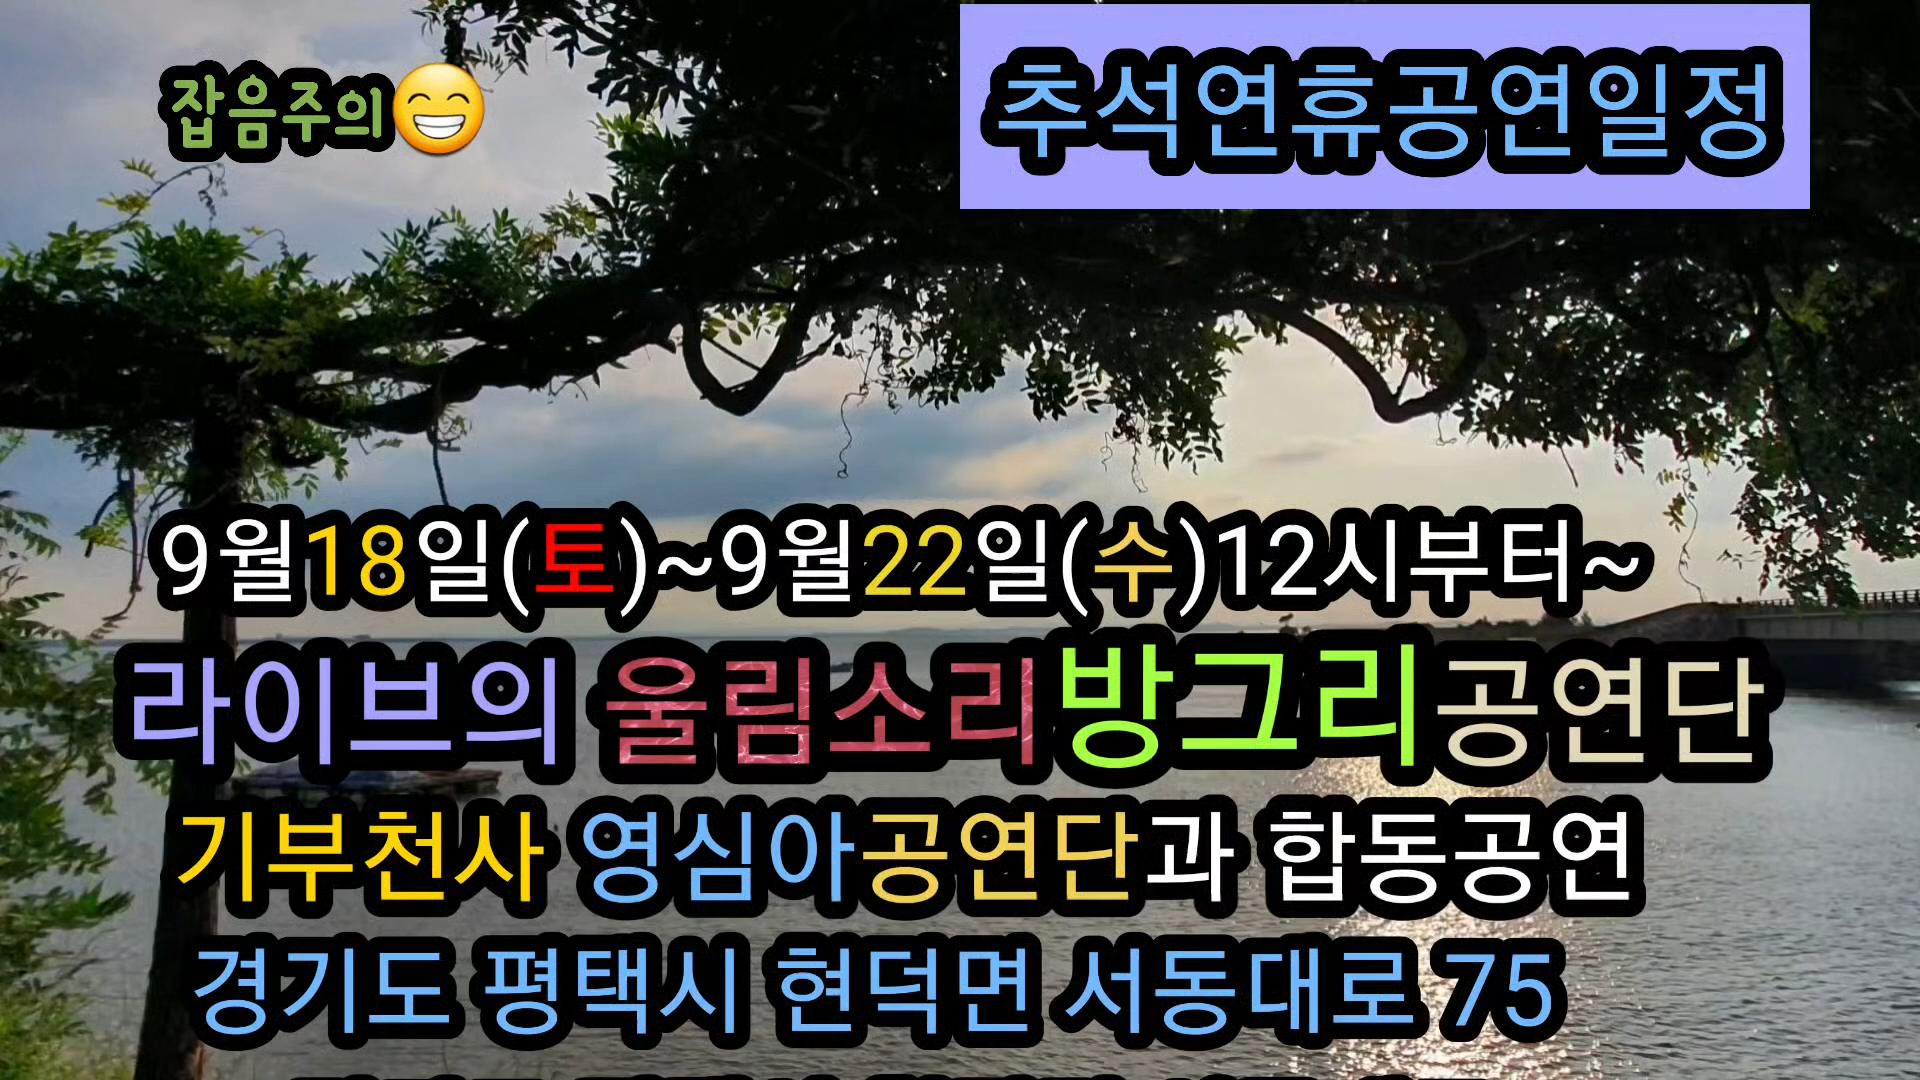 잡음주의
추석연휴공연일정
9월18일(토)~9월22일(수)12시부터~
라이브의 울림소리방그리공연단
기부천사 영심아공연단과 합동공연
경기도 평택시 현덕면 서동대로 75